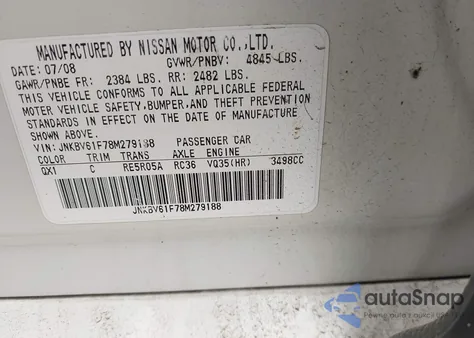 MANUFACTURED BY NISSAN MOTOR CO.,LTD.
DATE: 07/08 GVWR/PNBV: 4845 LBS.
GAWR/PNBE FR: 2384 LBS. RR: 2482 LBS.
THIS VEHICLE CONFORMS TO ALL APPLICABLE FEDERAL
MOTOR VEHICLE SAFETY, BUMPER, AND THEFT PREVENTION
STANDARDS IN EFFECT ON THE DATE OF MANUFACTURE
SHOWN ABOVE.
VIN: JNKBV61F78M279188 PASSENGER CAR
COLOR TRIM TRANS AXLE ENGINE
QX1 C RE5R05A RC36 VQ35(HR) 3498CC
JNKBV61F78M279188
autoSnap